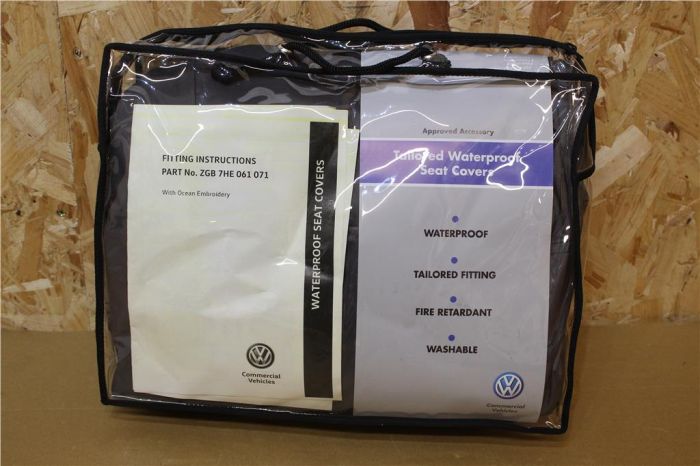 FITTING INSTRUCTIONS
PART No. ZGB 7HE 061 071
With Ocean Embroidery
WATERPROOF SEAT COVERS
Commercial
Vehicles
Approved Accessory
Tailored Waterproof
Seat Covers
WATERPROOF
TAILORED FITTING
FIRE RETARDANT
WASHABLE
Commercial
Vehicles